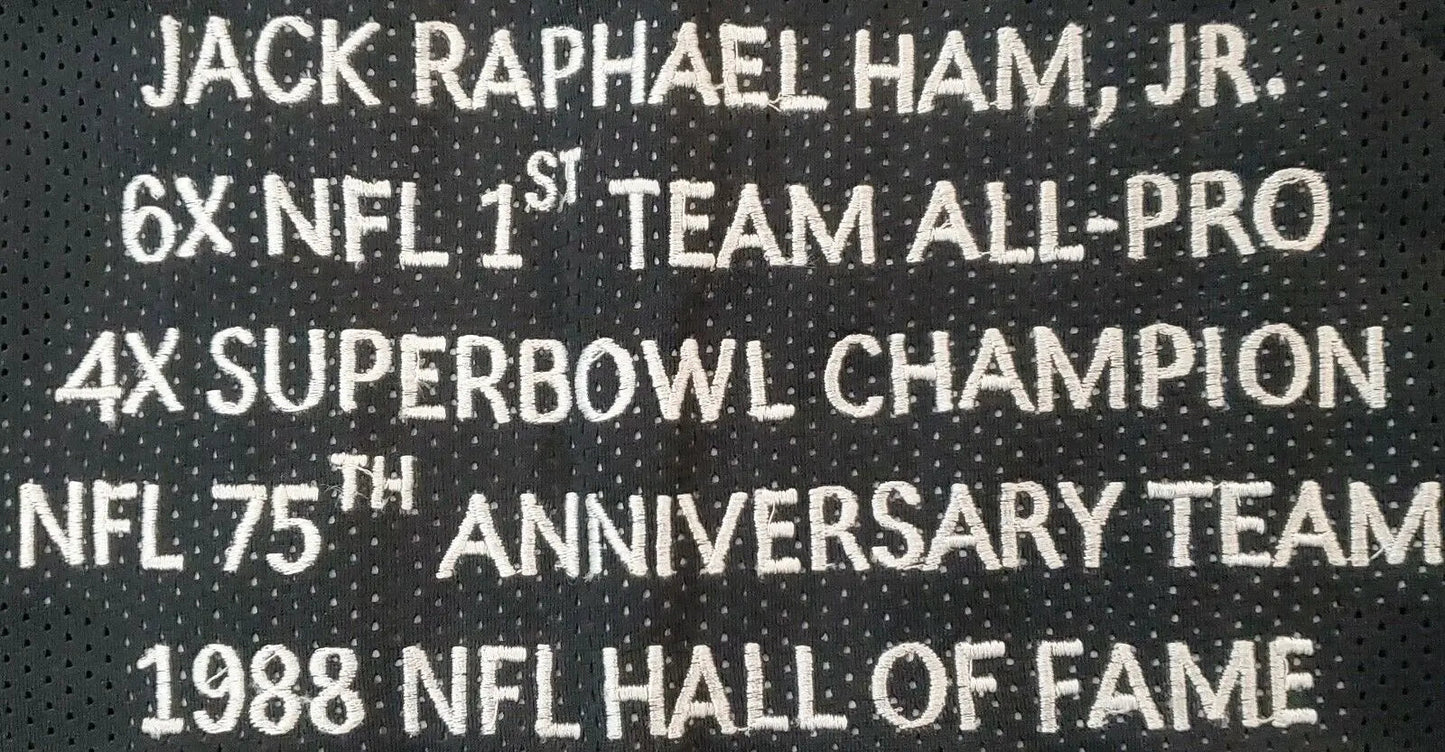 JACK RAPHAEL HAM, JR.
6X NFL 1ST TEAM ALL-PRO
4X SUPERBOWL CHAMPION
NFL 75TH ANNIVERSARY TEAM
1988 NFL HALL OF FAME